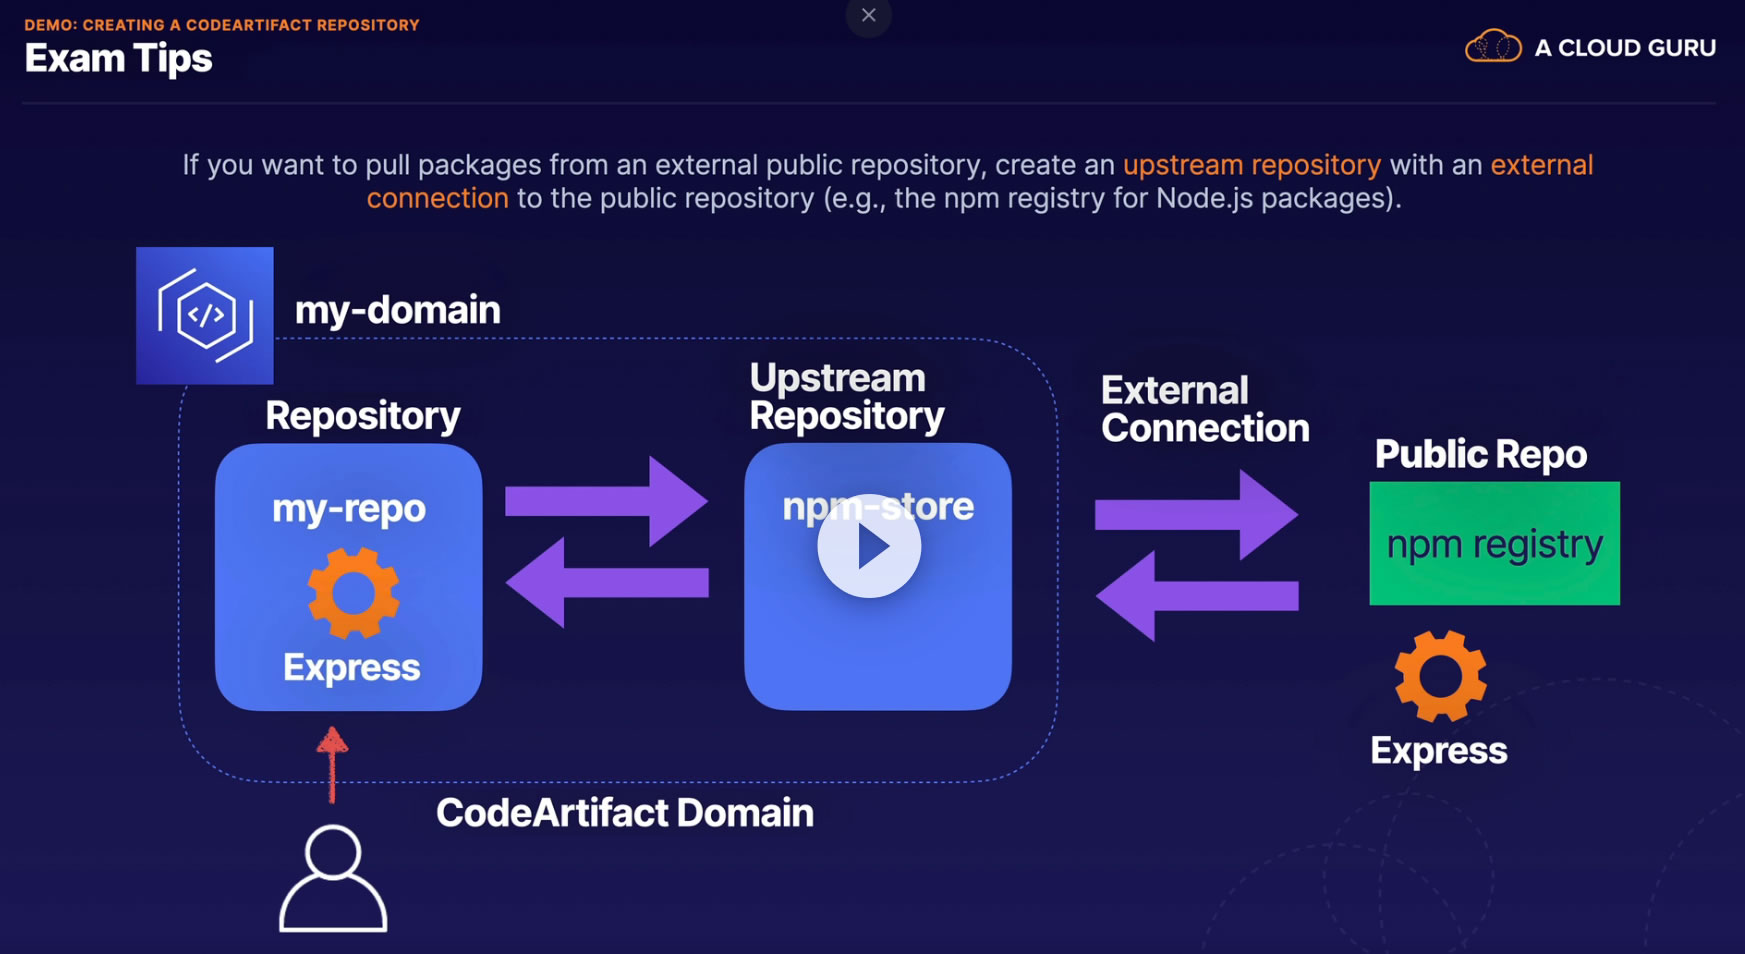 DEMO: CREATING A CODEARTIFACT REPOSITORY
Exam Tips
A CLOUD GURU
If you want to pull packages from an external public repository, create an upstream repository with an external
connection to the public repository (e.g., the npm registry for Node.js packages).
</>
my-domain
Repository
Upstream
Repository
External
Connection
Public Repo
my-repo
npm-store
npm registry
Express
Express
CodeArtifact Domain